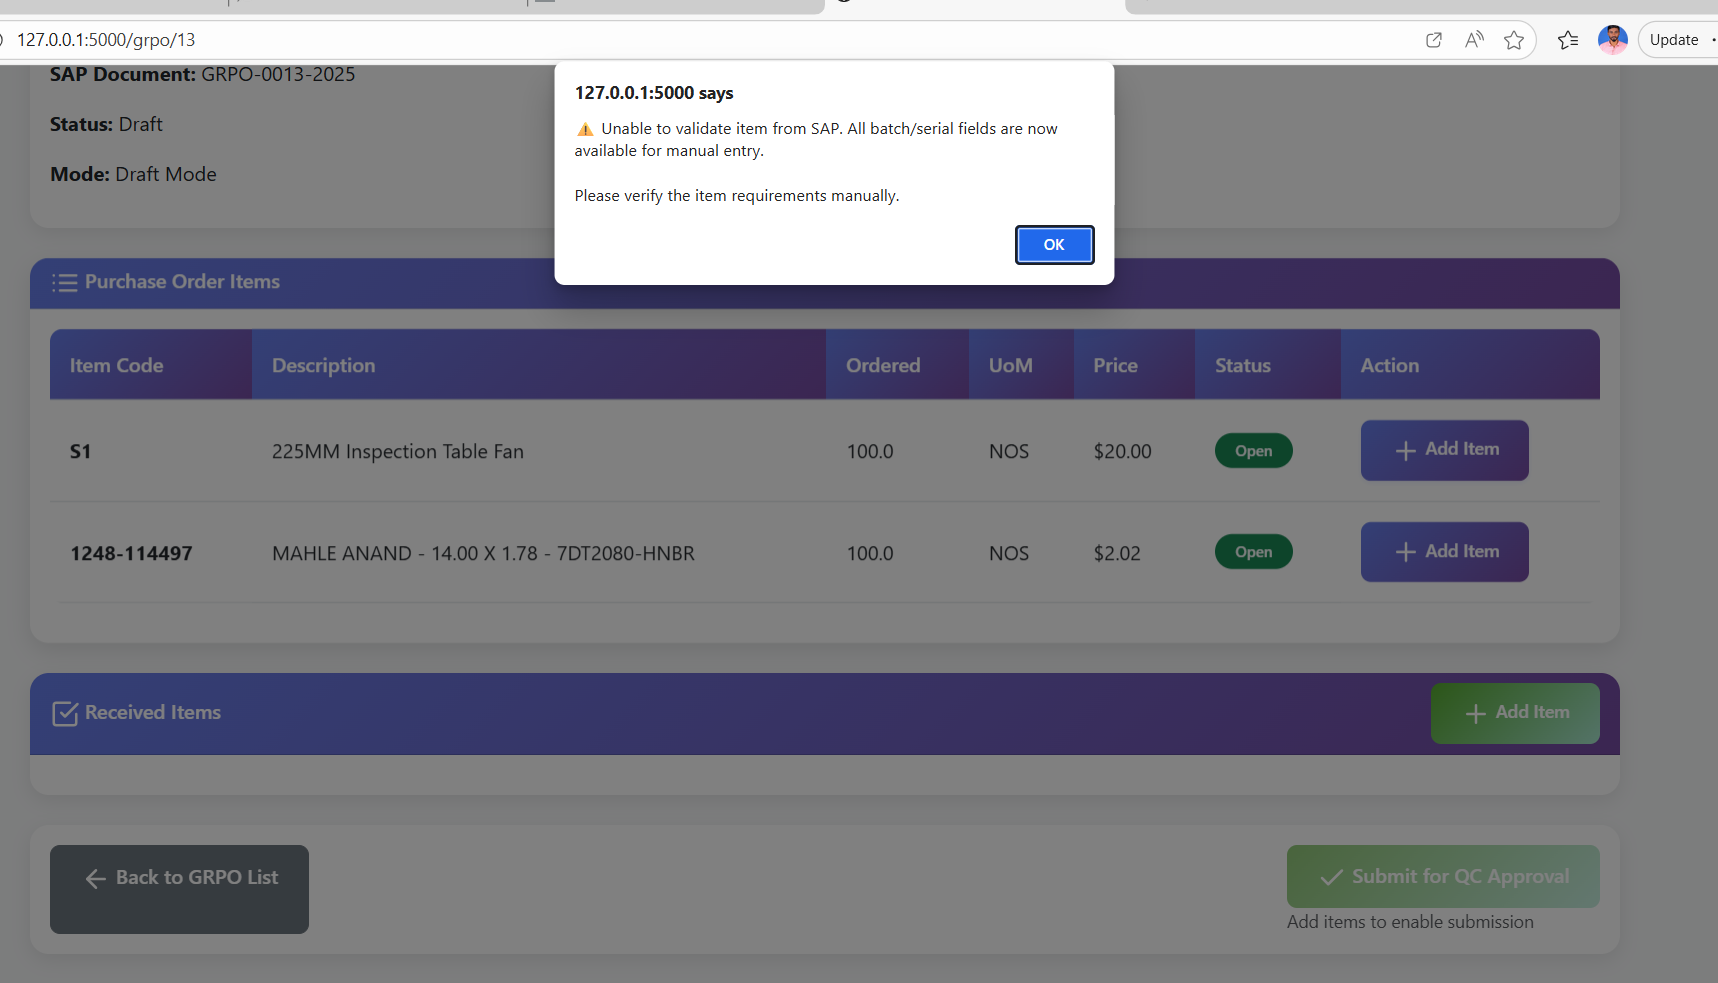 127.0.0.1:5000/grpo/13
Update
SAP Document: GRPO-0013-2025
Status: Draft
Mode: Draft Mode
127.0.0.1:5000 says
⚠️ Unable to validate item from SAP. All batch/serial fields are now
available for manual entry.
Please verify the item requirements manually.
OK
Purchase Order Items
Item Code Description Ordered UoM Price Status Action
S1 225MM Inspection Table Fan 100.0 NOS $20.00 Open Add Item
1248-114497 MAHLE ANAND - 14.00 X 1.78 - 7DT2080-HNBR 100.0 NOS $2.02 Open Add Item
Received Items
Add Item
Back to GRPO List
Submit for QC Approval
Add items to enable submission